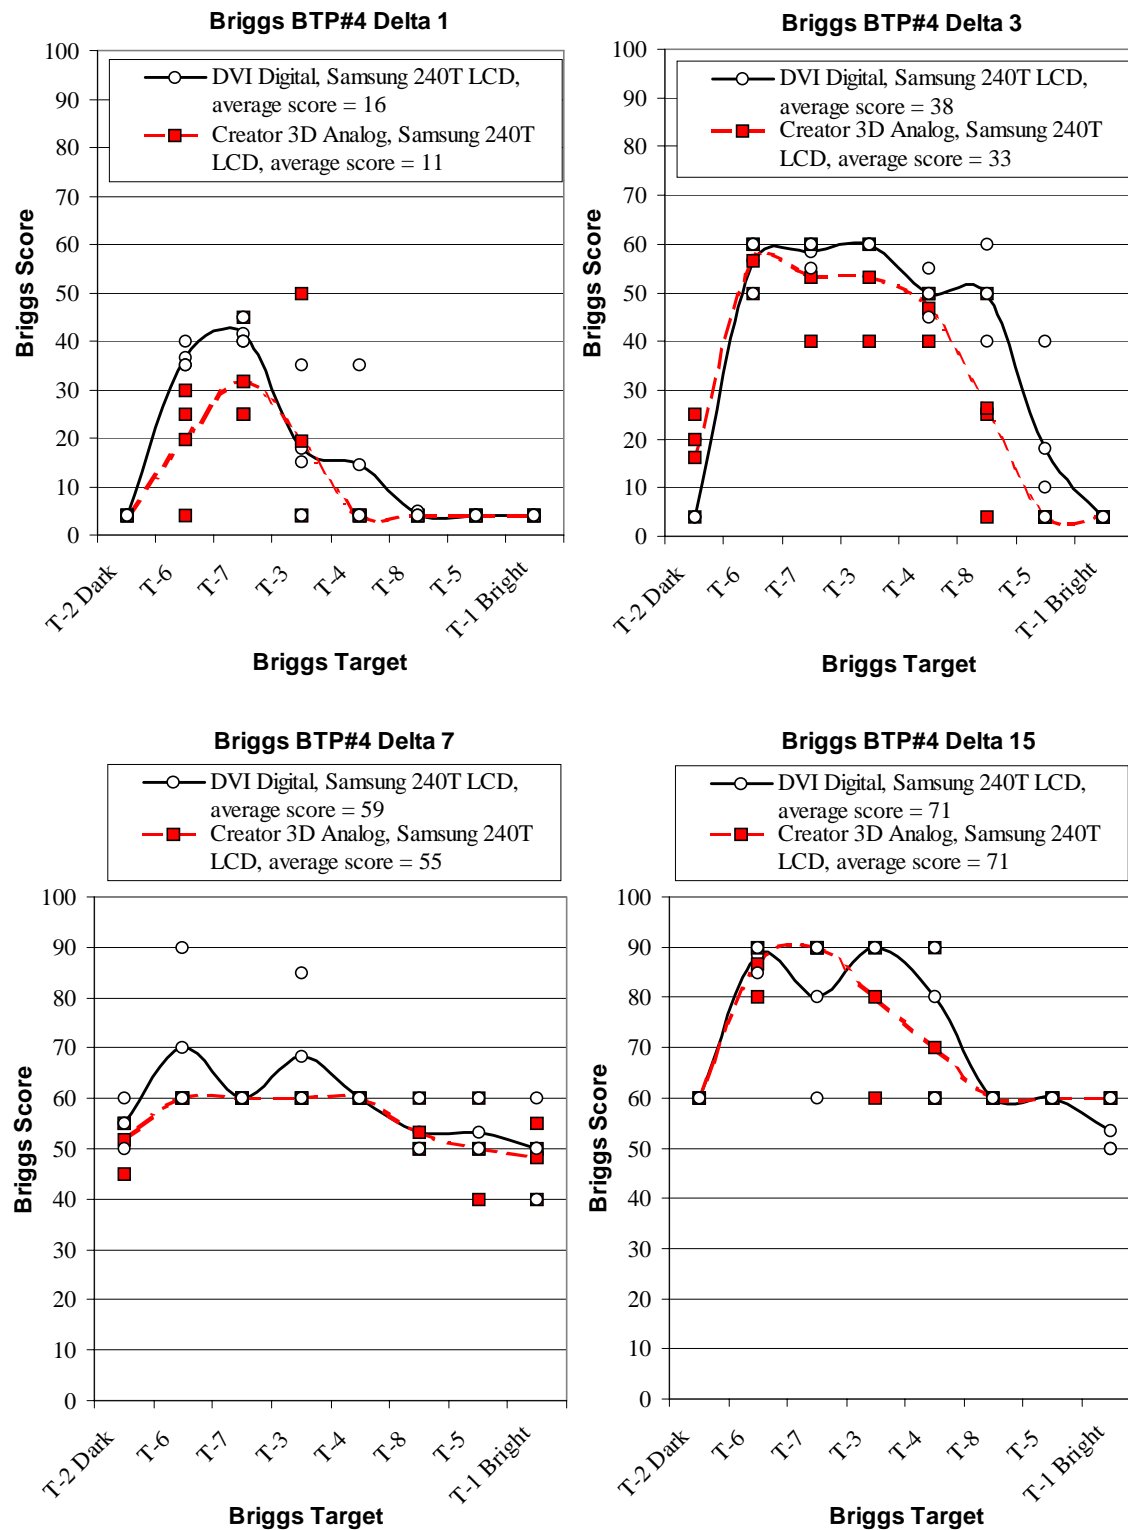 Briggs BTP#4 Delta 1
DVI Digital, Samsung 240T LCD,
average score = 16
Creator 3D Analog, Samsung 240T
LCD, average score = 11
100
90
80
70
60
50
40
30
20
10
0
Briggs Score
T-2 Dark
T-6
T-7
T-3
T-4
T-8
T-5
T-1 Bright
Briggs Target
Briggs BTP#4 Delta 3
DVI Digital, Samsung 240T LCD,
average score = 38
Creator 3D Analog, Samsung 240T
LCD, average score = 33
100
90
80
70
60
50
40
30
20
10
0
Briggs Score
T-2 Dark
T-6
T-7
T-3
T-4
T-8
T-5
T-1 Bright
Briggs Target
Briggs BTP#4 Delta 7
DVI Digital, Samsung 240T LCD,
average score = 59
Creator 3D Analog, Samsung 240T
LCD, average score = 55
100
90
80
70
60
50
40
30
20
10
0
Briggs Score
T-2 Dark
T-6
T-7
T-3
T-4
T-8
T-5
T-1 Bright
Briggs Target
Briggs BTP#4 Delta 15
DVI Digital, Samsung 240T LCD,
average score = 71
Creator 3D Analog, Samsung 240T
LCD, average score = 71
100
90
80
70
60
50
40
30
20
10
0
Briggs Score
T-2 Dark
T-6
T-7
T-3
T-4
T-8
T-5
T-1 Bright
Briggs Target